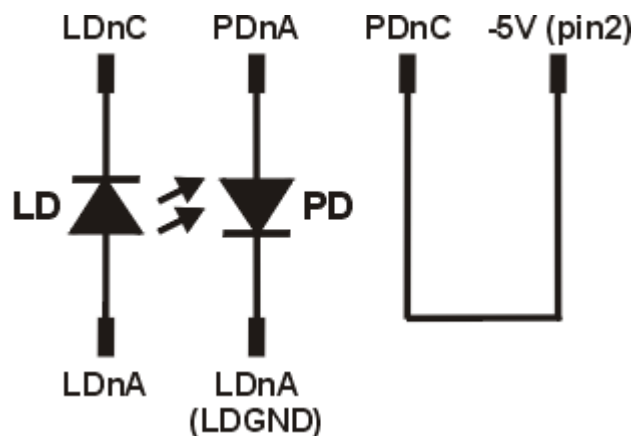 LDnC PDnA PDnC -5V (pin2)
LD PD
LDnA LDnA
(LDGND)